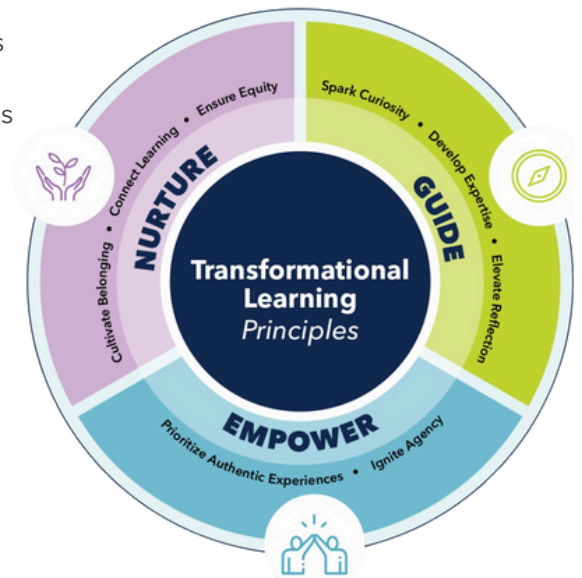 s
s
Transformational
Learning
Principles
NURTURE
Cultivate Belonging • Connect Learning • Ensure Equity
GUIDE
Spark Curiosity • Develop Expertise • Elevate Reflection
EMPOWER
Prioritize Authentic Experiences • Ignite Agency